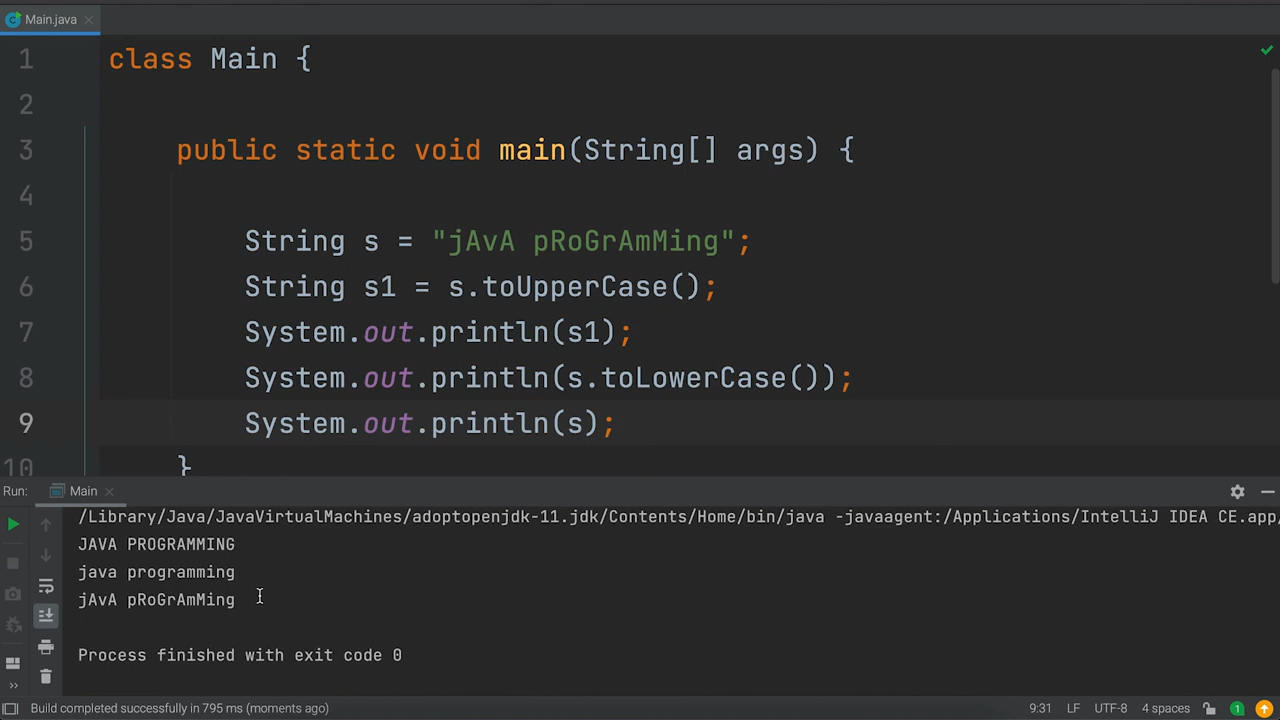 Main.java
1 class Main {
2
3 public static void main(String[] args) {
4
5 String s = "jAvA pRoGrAmMing";
6 String s1 = s.toUpperCase();
7 System.out.println(s1);
8 System.out.println(s.toLowerCase());
9 System.out.println(s);
10 }
Run: Main
/Library/Java/JavaVirtualMachines/adoptopenjdk-11.jdk/Contents/Home/bin/java -javaagent:/Applications/IntelliJ IDEA CE.app/
JAVA PROGRAMMING
java programming
jAvA pRoGrAmMing
Process finished with exit code 0
Build completed successfully in 795 ms (moments ago) 9:31 LF UTF-8 4 spaces 1